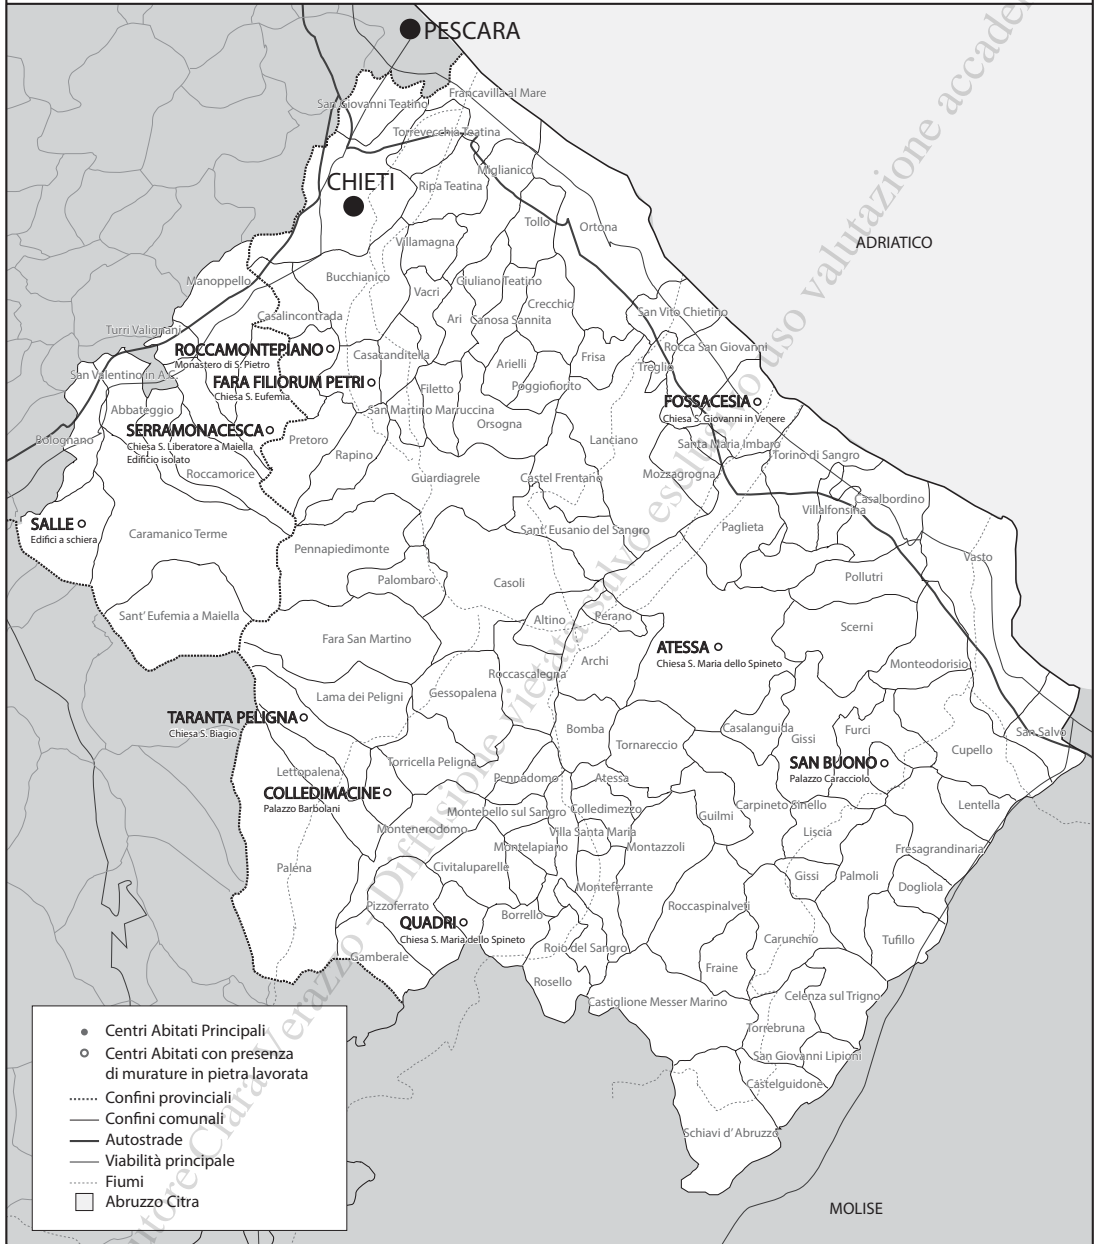 PESCARA
Francavilla al Mare
San Giovanni Teatino
Torrevecchia Teatina
Miglianico
CHIETI
Ripa Teatina
Tollo
Ortona
Villamagna
ADRIATICO
Manoppello
Bucchianico
Vacri
Giuliano Teatino
Crecchio
San Vito Chietino
Casalincontrada
Ari
Canosa Sannita
Turri Valignani
ROCCAMONTEPIANO
Monastero di S. Pietro
Casacanditella
Arielli
Frisa
Rocca San Giovanni
Treglio
San Valentino in A.C.
FARA FILIORUM PETRI
Chiesa S. Eufemia
Filetto
Poggiofiorito
FOSSACESIA
Chiesa S. Giovanni in Venere
Abbateggio
San Martino Marruccina
Orsogna
SERRAMONACESCA
Chiesa S. Liberatore a Maiella
Edificio isolato
Bolognano
Pretoro
Lanciano
Santa Maria Imbaro
Rapino
Torino di Sangro
Roccamorice
Guardiagrele
Castel Frentano
Mozzagrogna
Casalbordino
Villalfonsina
SALLE
Edifici a schiera
Caramanico Terme
Sant' Eusanio del Sangro
Paglieta
Pennapiedimonte
Vasto
Palombaro
Casoli
Pollutri
Sant' Eufemia a Maiella
Altino
Perano
Scerni
Fara San Martino
ATESSA
Chiesa S. Maria dello Spineto
Archi
Monteodorisio
Roccascalegna
Lama dei Peligni
Gessopalena
TARANTA PELIGNA
Chiesa S. Biagio
Bomba
Casalanguida
Furci
San Salvo
Gissi
Tornareccio
Cupello
Torricella Peligna
SAN BUONO
Palazzo Caracciolo
Lettopalena
Pennadomo
Atessa
COLLEDIMACINE
Palazzo Barbolani
Montebello sul Sangro
Colledimezzo
Carpineto Sinello
Lentella
Guilmi
Montenerodomo
Villa Santa Maria
Liscia
Montelapiano
Montazzoli
Fresagrandinaria
Palena
Civitaluparelle
Gissi
Palmoli
Dogliola
Monteferrante
Pizzoferrato
Roccaspinalveti
QUADRI
Chiesa S. Maria dello Spineto
Borrello
Carunchio
Tufillo
Roio del Sangro
Gamberale
Fraine
Rosello
Castiglione Messer Marino
Celenza sul Trigno
Torrebruna
San Giovanni Lipioni
Castelguidone
Schiavi d' Abruzzo
MOLISE
Centri Abitati Principali
Centri Abitati con presenza
di murature in pietra lavorata
Confini provinciali
Confini comunali
Autostrade
Viabilità principale
Fiumi
Abruzzo Citra